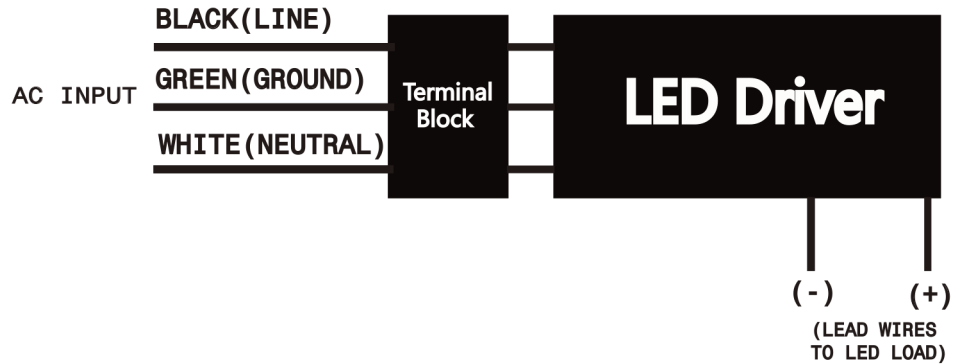 BLACK(LINE)
AC INPUT
GREEN(GROUND)
WHITE(NEUTRAL)
Terminal
Block
LED Driver
(-)
(+)
(LEAD WIRES
TO LED LOAD)